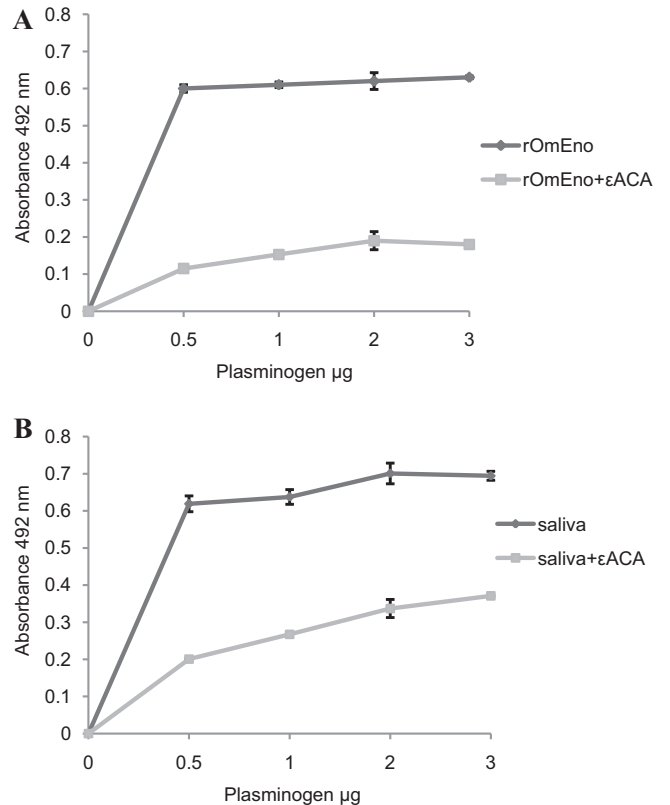 A
0.8
0.7
0.6
0.5
0.4
0.3
0.2
0.1
0
Absorbance 492 nm
0 0.5 1 2 3
Plasminogen µg
rOmEno
rOmEno+εACA
B
0.8
0.7
0.6
0.5
0.4
0.3
0.2
0.1
0
Absorbance 492 nm
0 0.5 1 2 3
Plasminogen µg
saliva
saliva+εACA